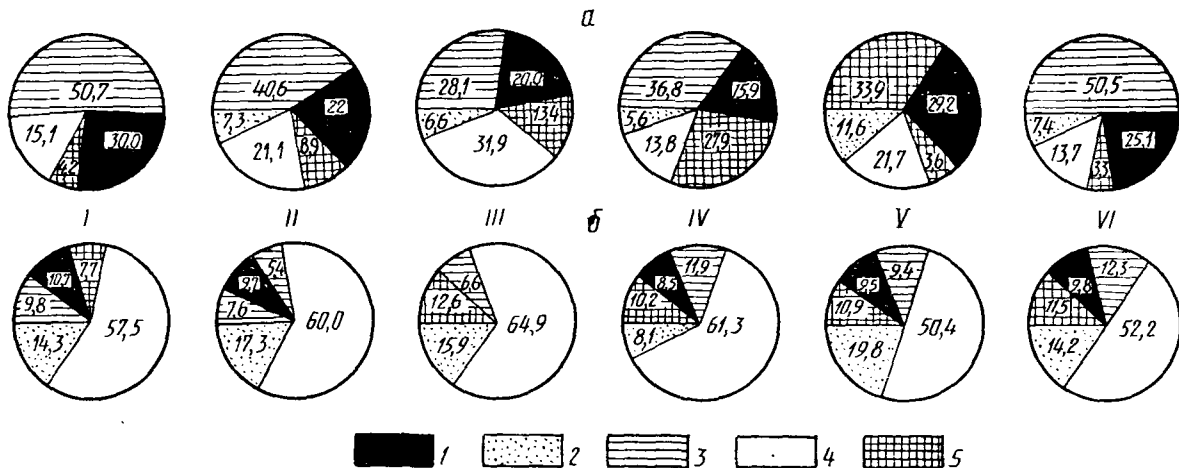 а
50,7 15,1 4,2 30,0
40,6 7,3 21,1 8,9 22
28,1 6,6 31,9 13,4 20,0
36,8 5,6 13,8 27,9 15,9
33,9 11,6 21,7 3,6 29,2
50,5 7,4 13,7 3,3 25,1
I II III б IV V VI
10,7 7,7 9,8 14,3 57,5
9,7 5,4 7,6 17,3 60,0
6,6 12,6 15,9 64,9
8,5 11,9 10,2 8,1 61,3
9,5 9,4 10,9 19,8 50,4
9,8 12,3 11,5 14,2 52,2
1 2 3 4 5